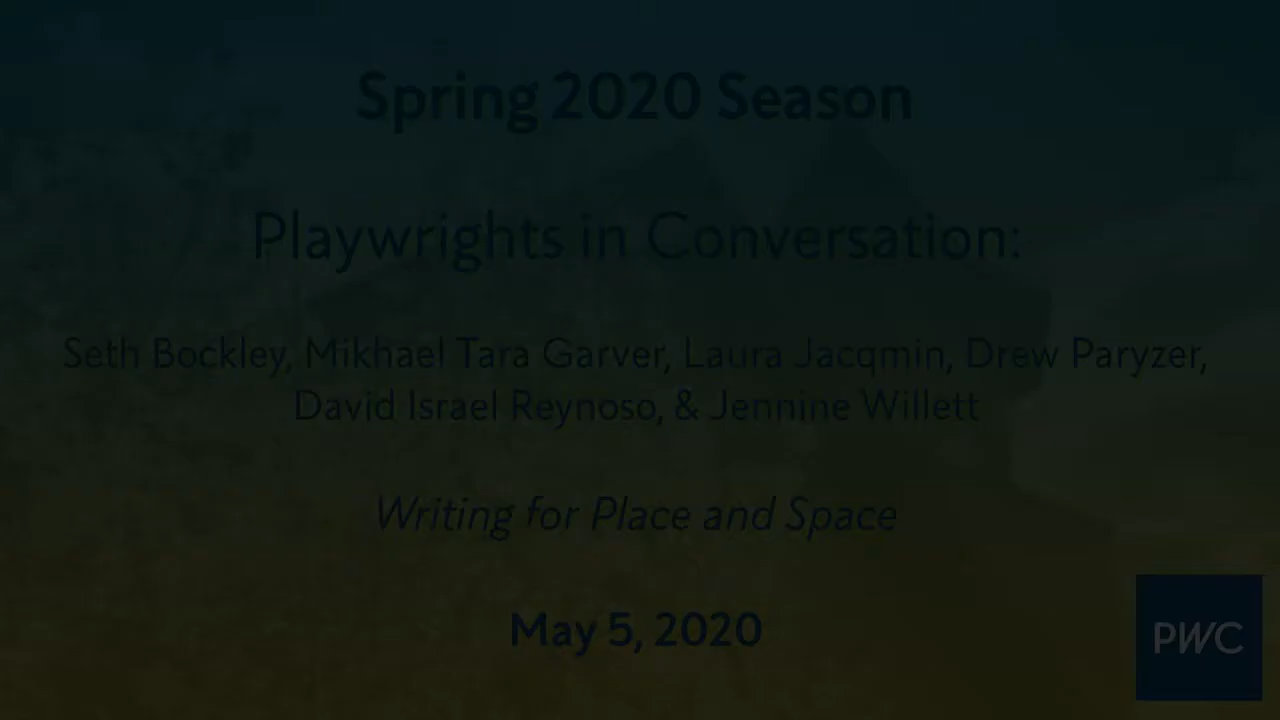 Spring 2020 Season
Playwrights in Conversation:
Seth Bockley, Mikhael Tara Garver, Laura Jacqmin, Drew Paryzer,
David Israel Reynoso, & Jennine Willett
Writing for Place and Space
May 5, 2020
PWC